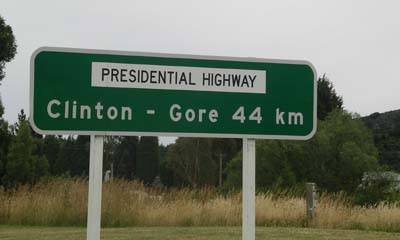 PRESIDENTIAL HIGHWAY
Clinton - Gore 44 km